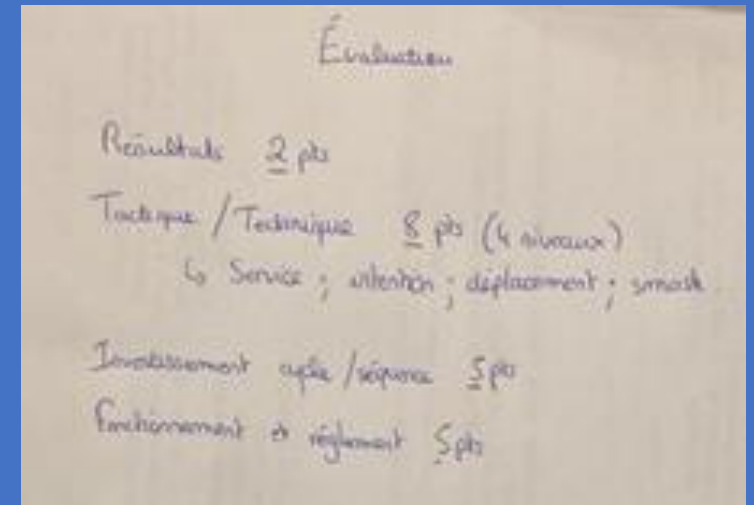 Évaluation
Résultats 2 pts
Tactique / Technique 8 pts (4 niveaux)
↳ Service ; intention ; déplacement ; smash
Investissement cycle / séquence 5 pts
Fonctionnement et règlement 5 pts